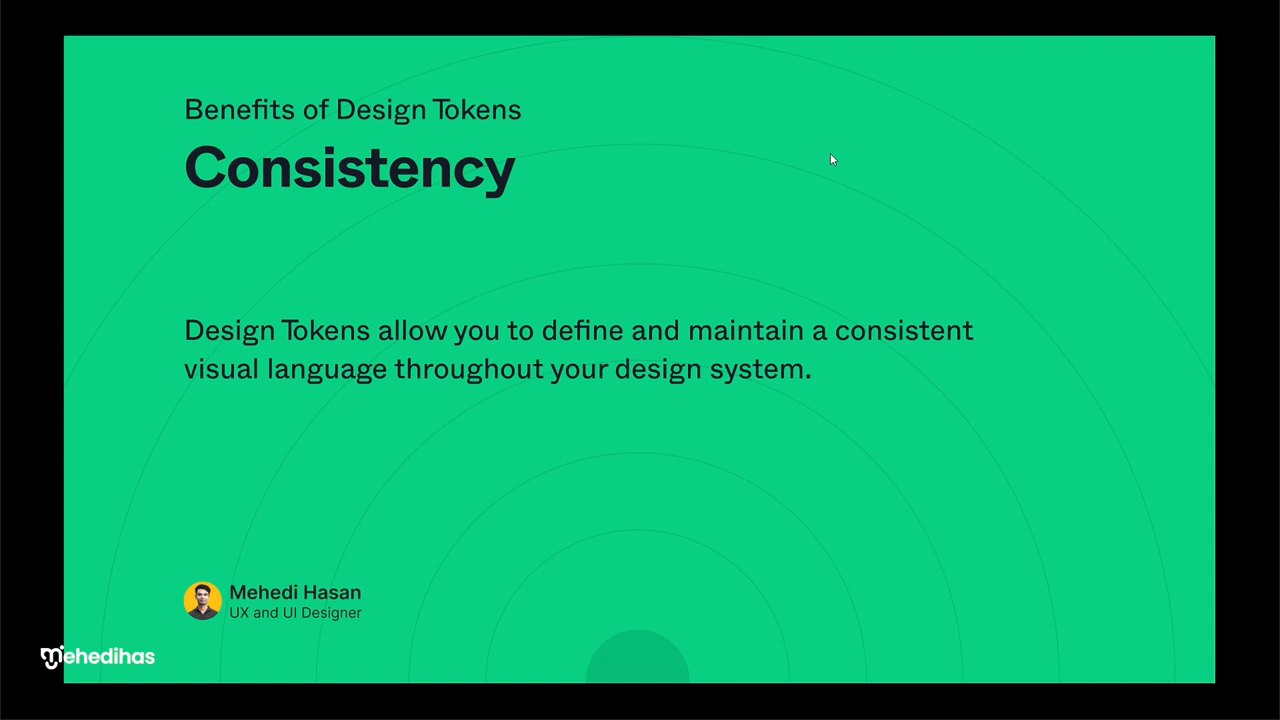 Benefits of Design Tokens
Consistency
Design Tokens allow you to define and maintain a consistent
visual language throughout your design system.
Mehedi Hasan
UX and UI Designer
mehedihas